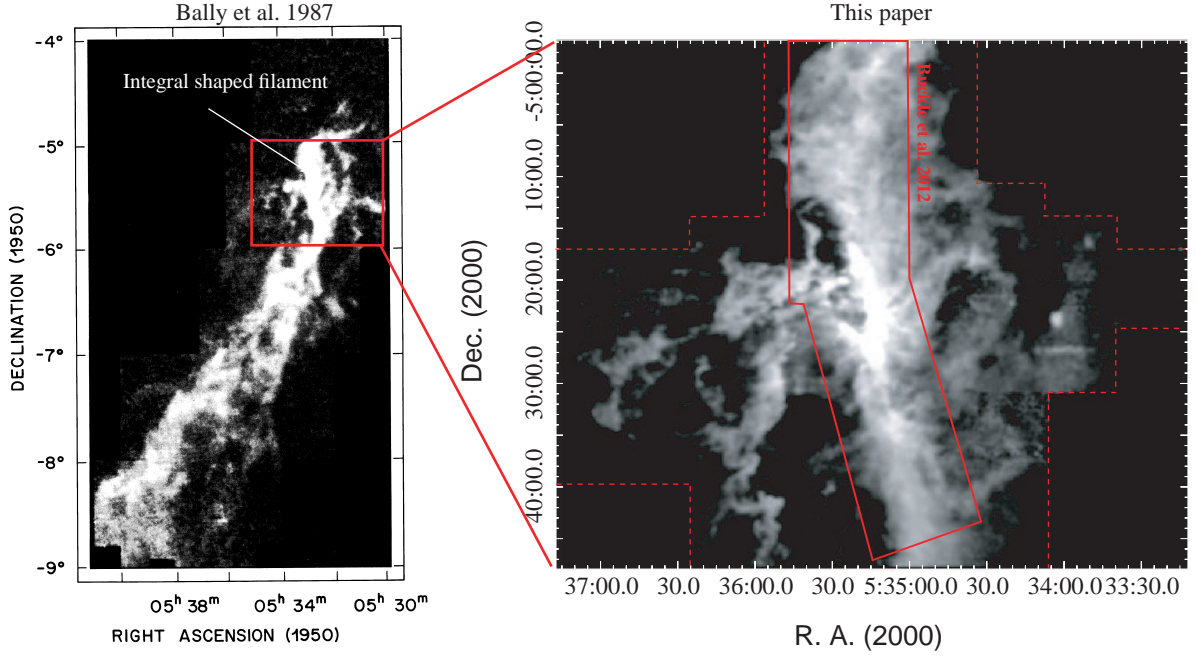 Bally et al. 1987
This paper
Integral shaped filament
-4°
-5°
-6°
-7°
-8°
-9°
DECLINATION (1950)
05ʰ 38ᵐ
05ʰ 34ᵐ
05ʰ 30ᵐ
RIGHT ASCENSION (1950)
Buckle et al. 2012
-5:00:00.0
10:00.0
20:00.0
30:00.0
40:00.0
Dec. (2000)
37:00.0
30.0
36:00.0
30.0
5:35:00.0
30.0
34:00.0
33:30.0
R. A. (2000)